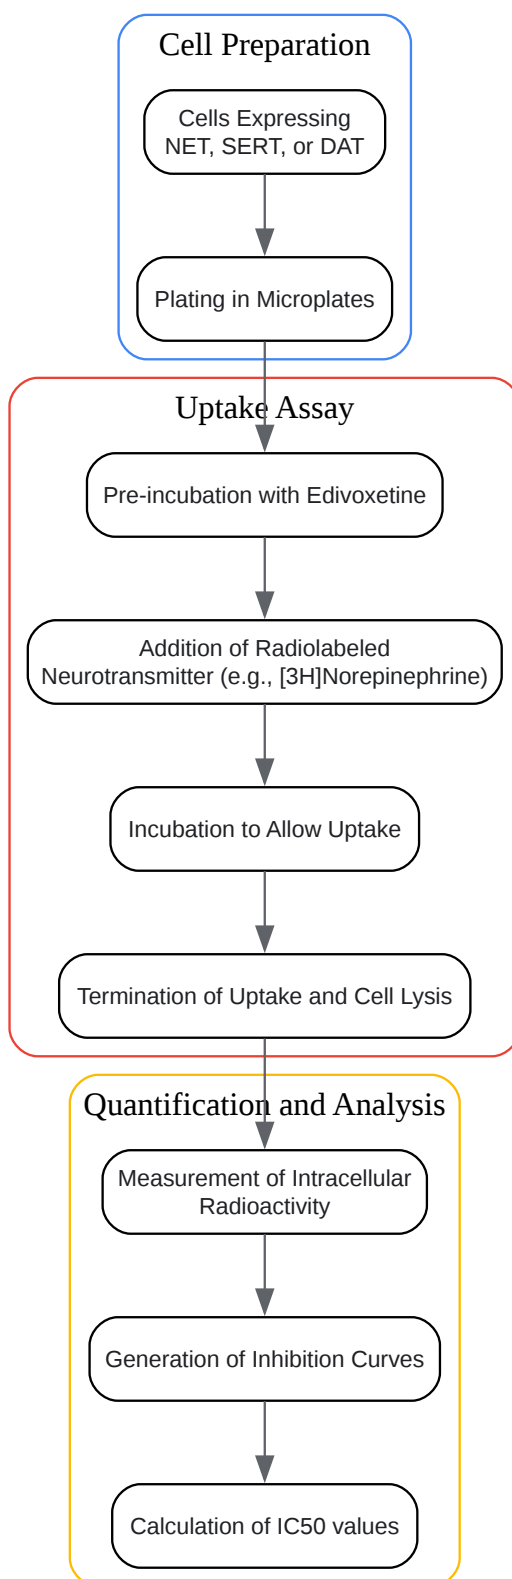 Cell Preparation
Cells Expressing
NET, SERT, or DAT
Plating in Microplates
Uptake Assay
Pre-incubation with Edivoxetine
Addition of Radiolabeled
Neurotransmitter (e.g., [3H]Norepinephrine)
Incubation to Allow Uptake
Termination of Uptake and Cell Lysis
Quantification and Analysis
Measurement of Intracellular
Radioactivity
Generation of Inhibition Curves
Calculation of IC50 values